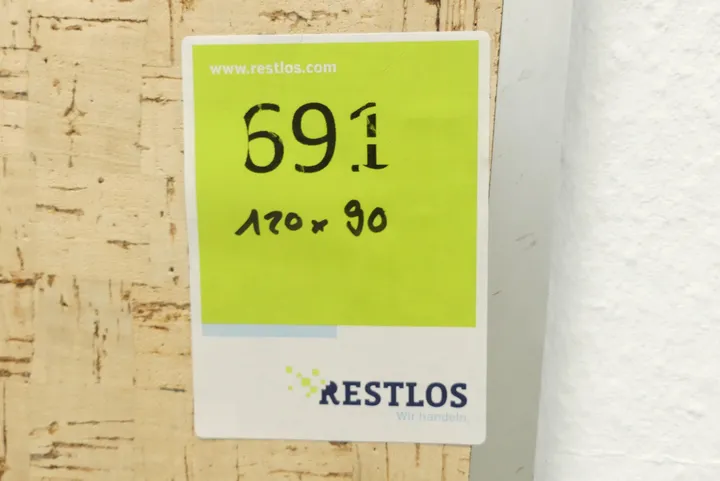 www.restlos.com
691
120 x 90
RESTLOS
Wir handeln.